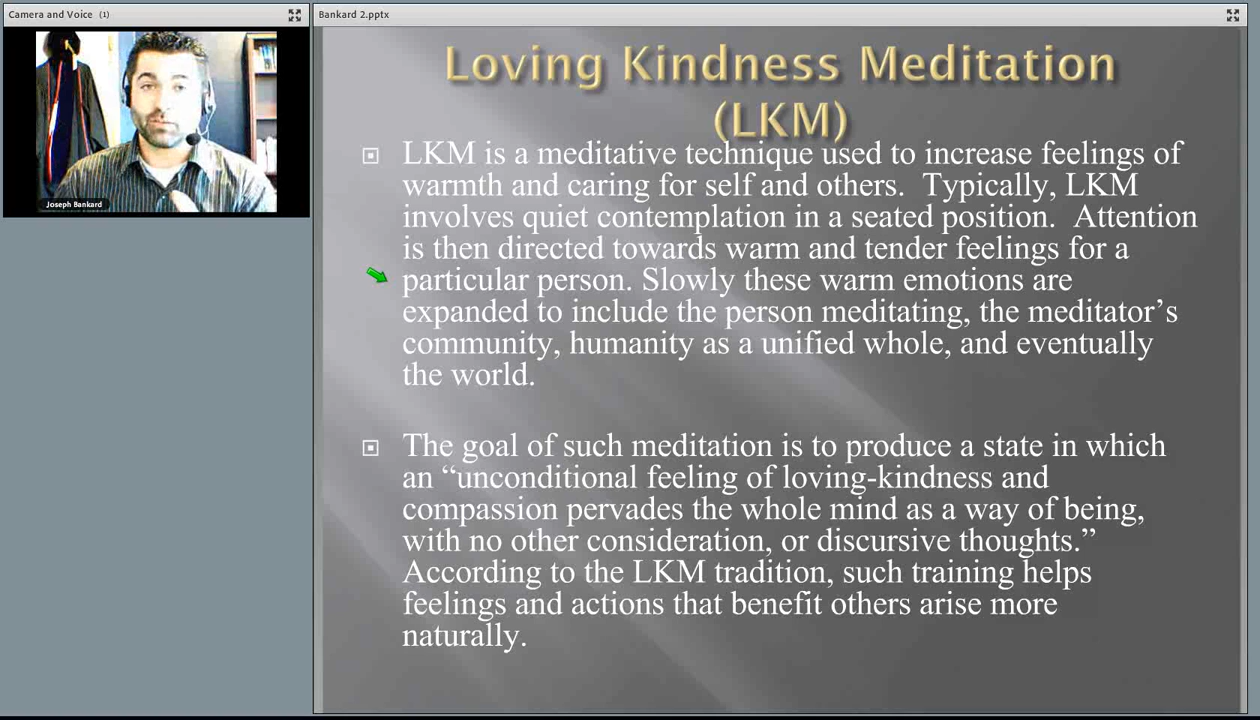 Camera and Voice (1)
Joseph Bankard
Bankard 2.pptx
Loving Kindness Meditation
(LKM)
LKM is a meditative technique used to increase feelings of
warmth and caring for self and others.  Typically, LKM
involves quiet contemplation in a seated position.  Attention
is then directed towards warm and tender feelings for a
particular person. Slowly these warm emotions are
expanded to include the person meditating, the meditator’s
community, humanity as a unified whole, and eventually
the world.
The goal of such meditation is to produce a state in which
an “unconditional feeling of loving-kindness and
compassion pervades the whole mind as a way of being,
with no other consideration, or discursive thoughts.”
According to the LKM tradition, such training helps
feelings and actions that benefit others arise more
naturally.